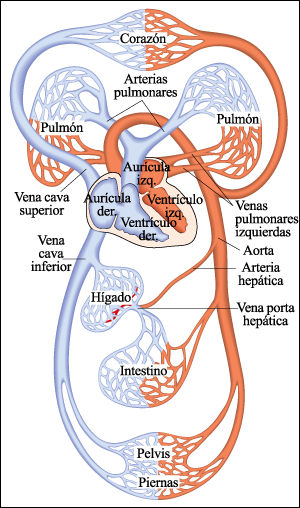 Corazón
Arterias
pulmonares
Pulmón
Pulmón
Aurícula
izq.
Vena cava
superior
Aurícula
der.
Ventrículo
izq.
Venas
pulmonares
izquierdas
Ventrículo
der.
Vena
cava
inferior
Aorta
Arteria
hepática
Hígado
Vena porta
hepática
Intestino
Pelvis
Piernas